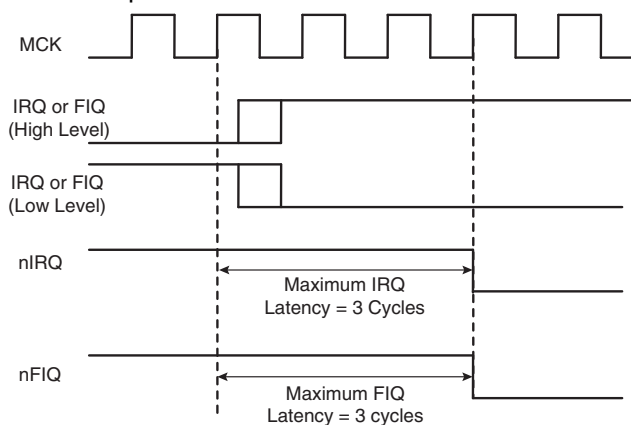 MCK
IRQ or FIQ
(High Level)
IRQ or FIQ
(Low Level)
nIRQ
Maximum IRQ
Latency = 3 Cycles
nFIQ
Maximum FIQ
Latency = 3 cycles